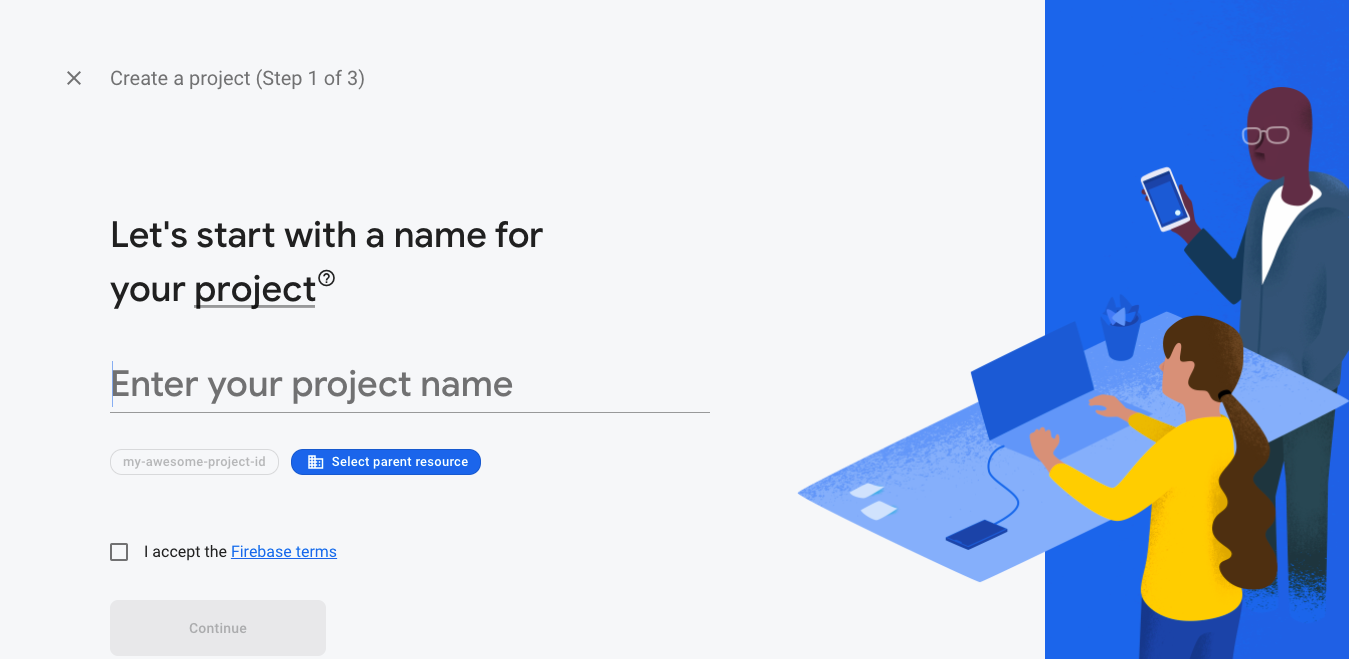 Create a project (Step 1 of 3)
Let's start with a name for
your project
Enter your project name
my-awesome-project-id
Select parent resource
I accept the Firebase terms
Continue